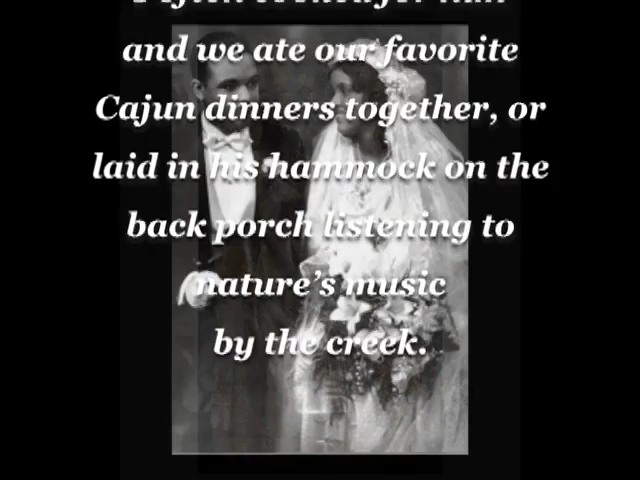 and we ate our favorite
Cajun dinners together, or
laid in his hammock on the
back porch listening to
nature's music
by the creek.